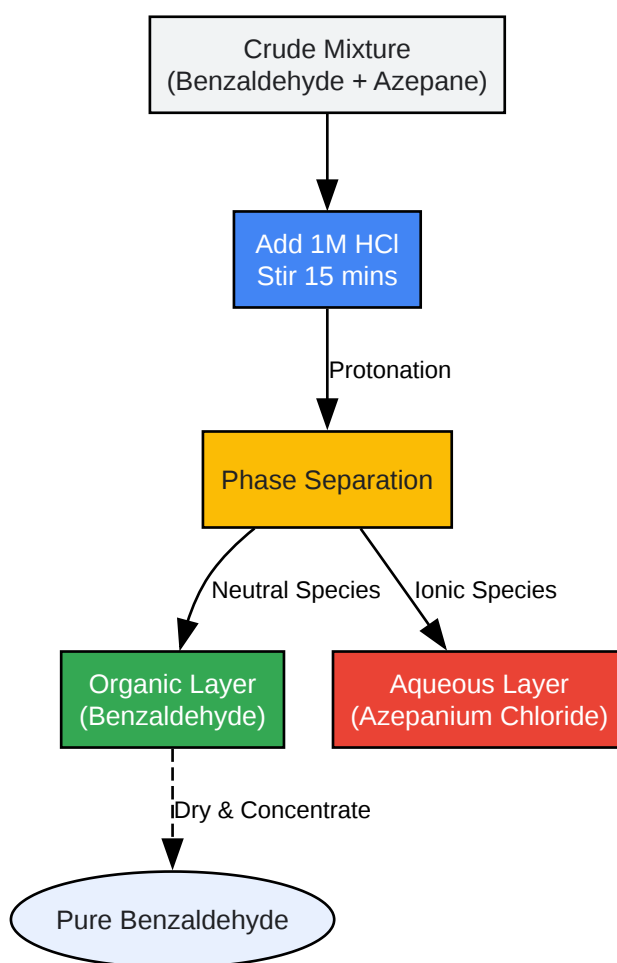 Crude Mixture
(Benzaldehyde + Azepane)
Add 1M HCl
Stir 15 mins
Protonation
Phase Separation
Neutral Species
Ionic Species
Organic Layer
(Benzaldehyde)
Aqueous Layer
(Azepanium Chloride)
Dry & Concentrate
Pure Benzaldehyde